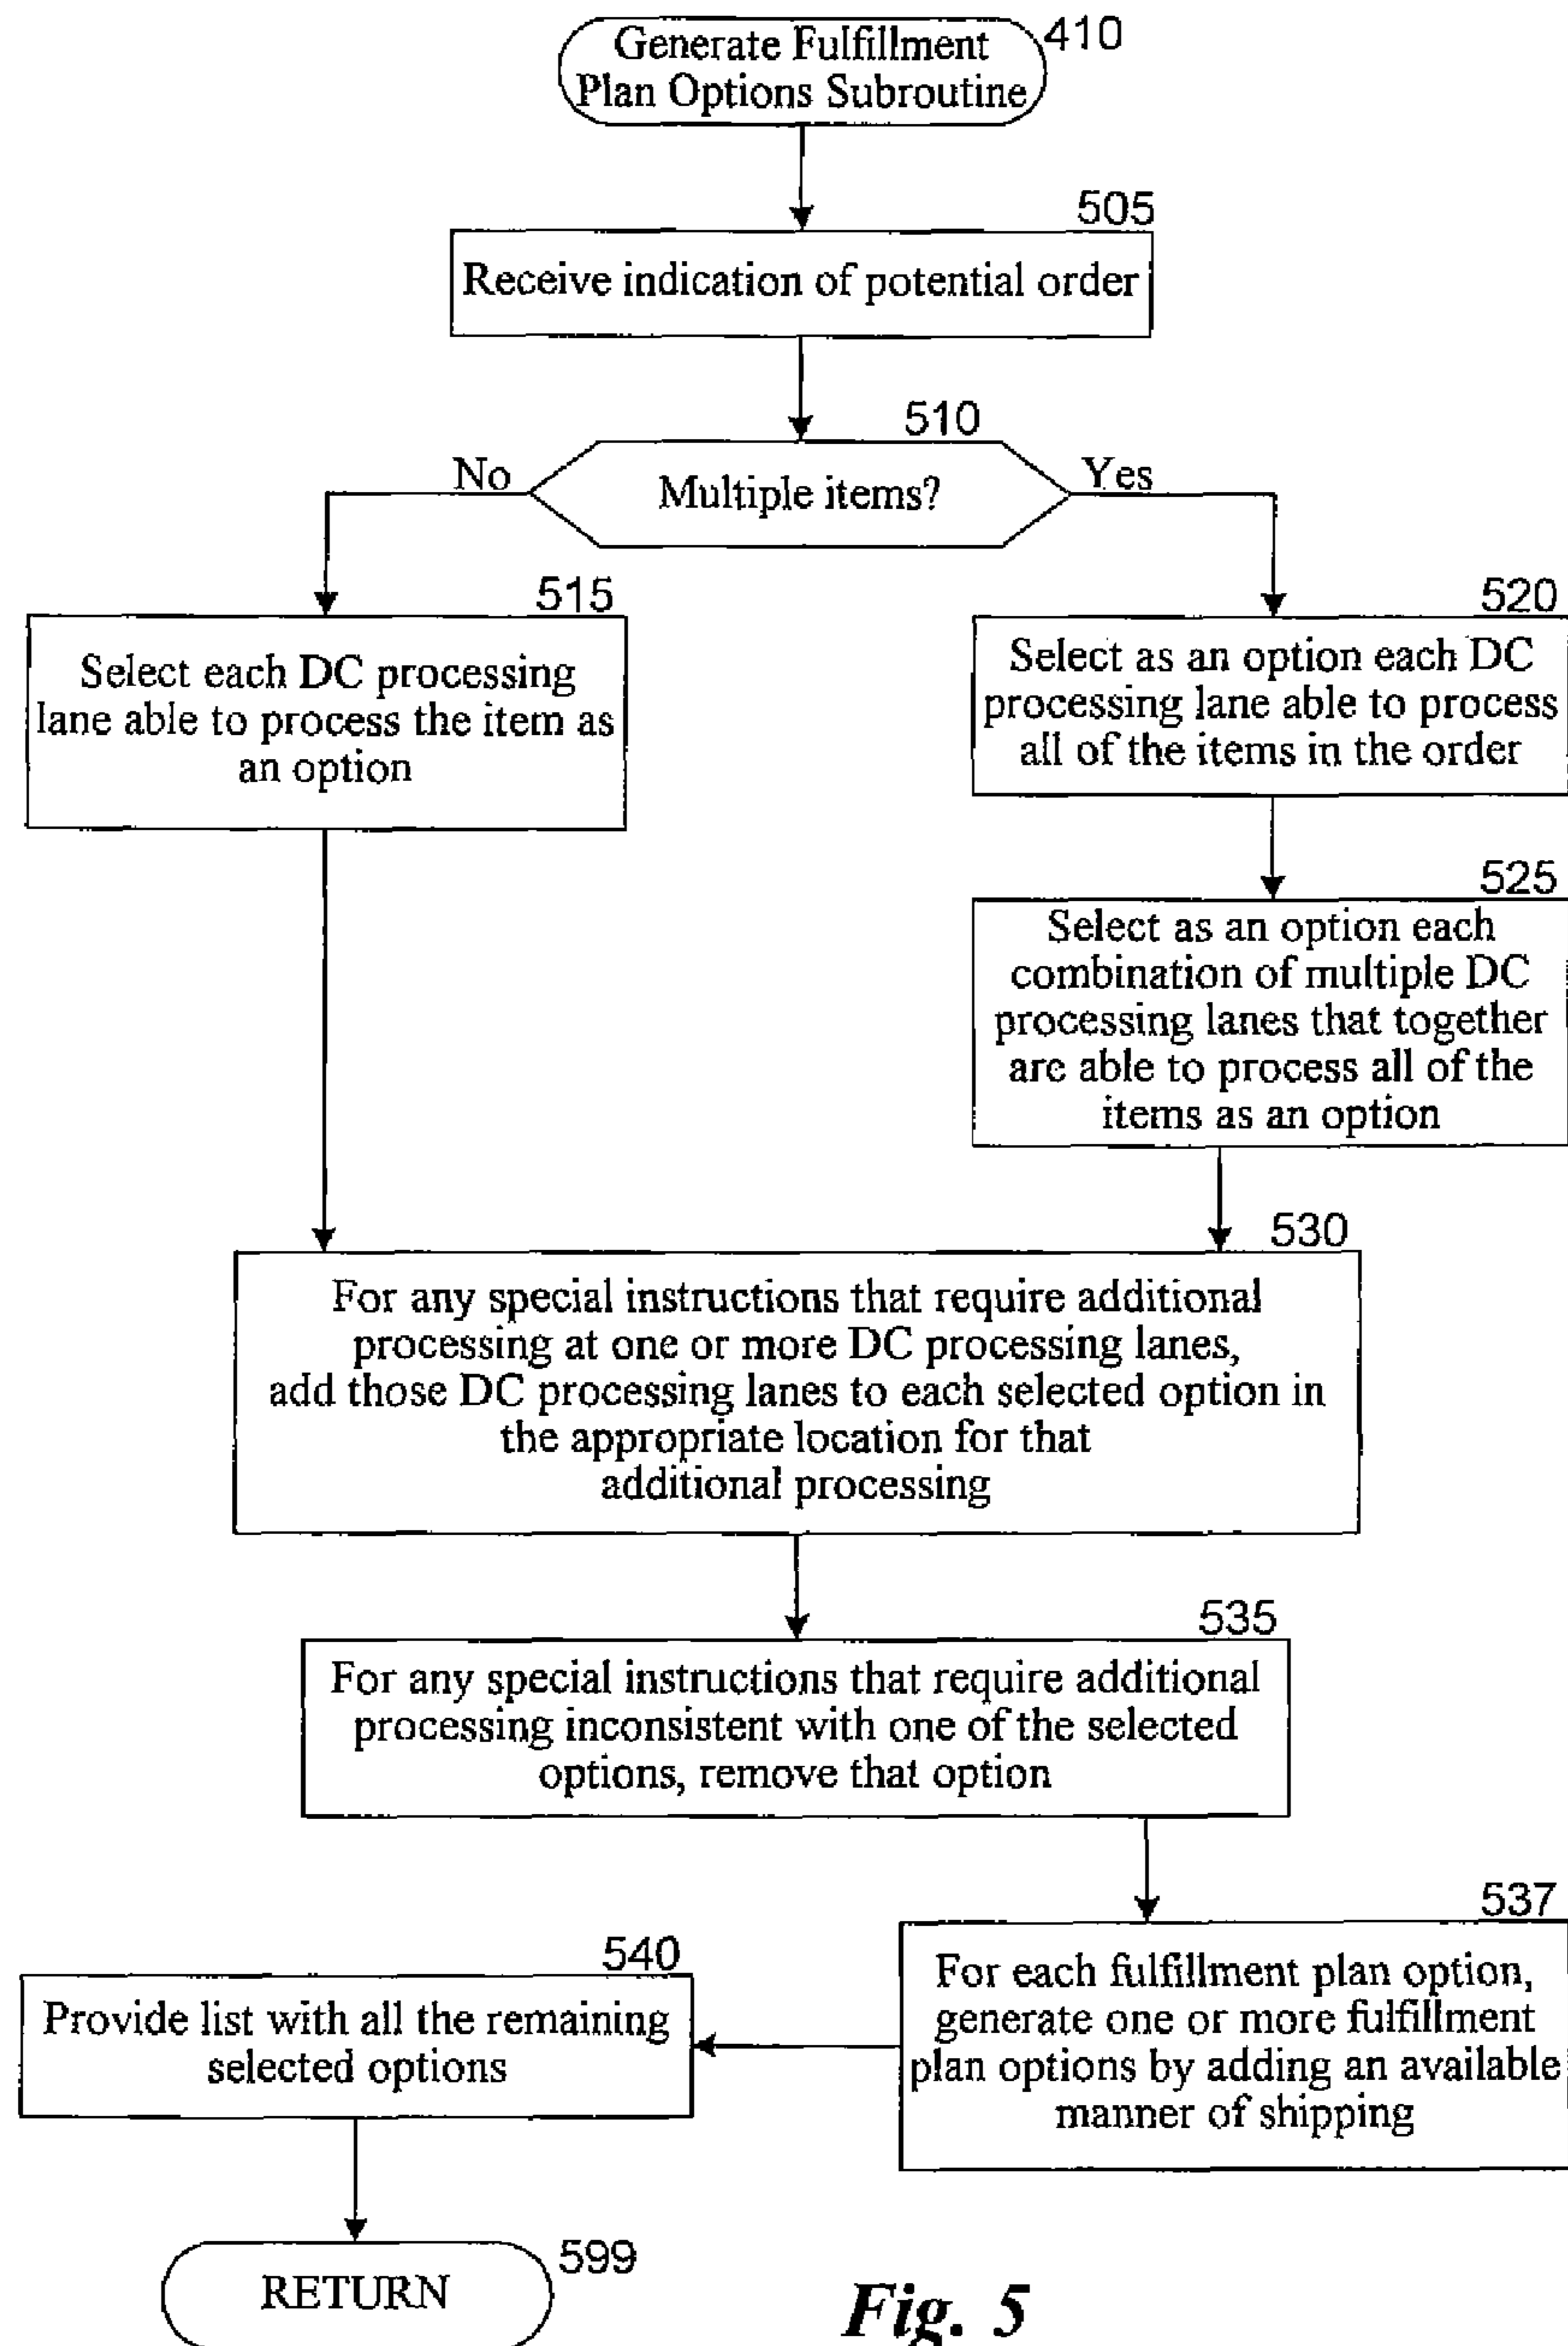 Generate Fulfillment
Plan Options Subroutine
410
505
Receive indication of potential order
510
No
Multiple items?
Yes
515
Select each DC processing
lane able to process the item as
an option
520
Select as an option each DC
processing lane able to process
all of the items in the order
525
Select as an option each
combination of multiple DC
processing lanes that together
are able to process all of the
items as an option
530
For any special instructions that require additional
processing at one or more DC processing lanes,
add those DC processing lanes to each selected option in
the appropriate location for that
additional processing
535
For any special instructions that require additional
processing inconsistent with one of the selected
options, remove that option
537
For each fulfillment plan option,
generate one or more fulfillment
plan options by adding an available
manner of shipping
540
Provide list with all the remaining
selected options
RETURN
599
Fig. 5